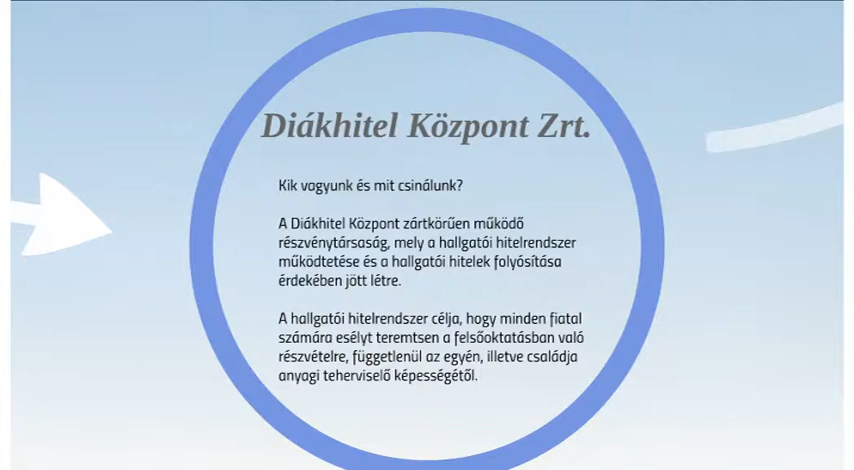 Diákhitel Központ Zrt.
Kik vagyunk és mit csinálunk?
A Diákhitel Központ zártkörűen működő
részvénytársaság, mely a hallgatói hitelrendszer
működtetése és a hallgatói hitelek folyósítása
érdekében jött létre.
A hallgatói hitelrendszer célja, hogy minden fiatal
számára esélyt teremtsen a felsőoktatásban való
részvételre, függetlenül az egyén, illetve családja
anyagi teherviselő képességétől.